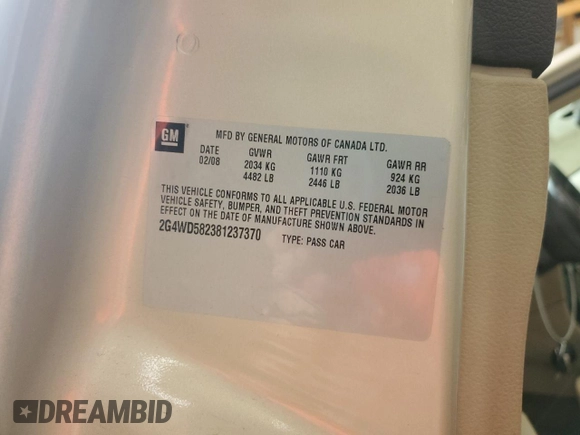 GM
MFD BY GENERAL MOTORS OF CANADA LTD.
DATE GVWR GAWR FRT GAWR RR
02/08 2034 KG 1110 KG 924 KG
4482 LB 2446 LB 2036 LB
THIS VEHICLE CONFORMS TO ALL APPLICABLE U.S. FEDERAL MOTOR
VEHICLE SAFETY, BUMPER, AND THEFT PREVENTION STANDARDS IN
EFFECT ON THE DATE OF MANUFACTURE SHOWN ABOVE.
2G4WD582381237370 TYPE: PASS CAR
DREAMBID